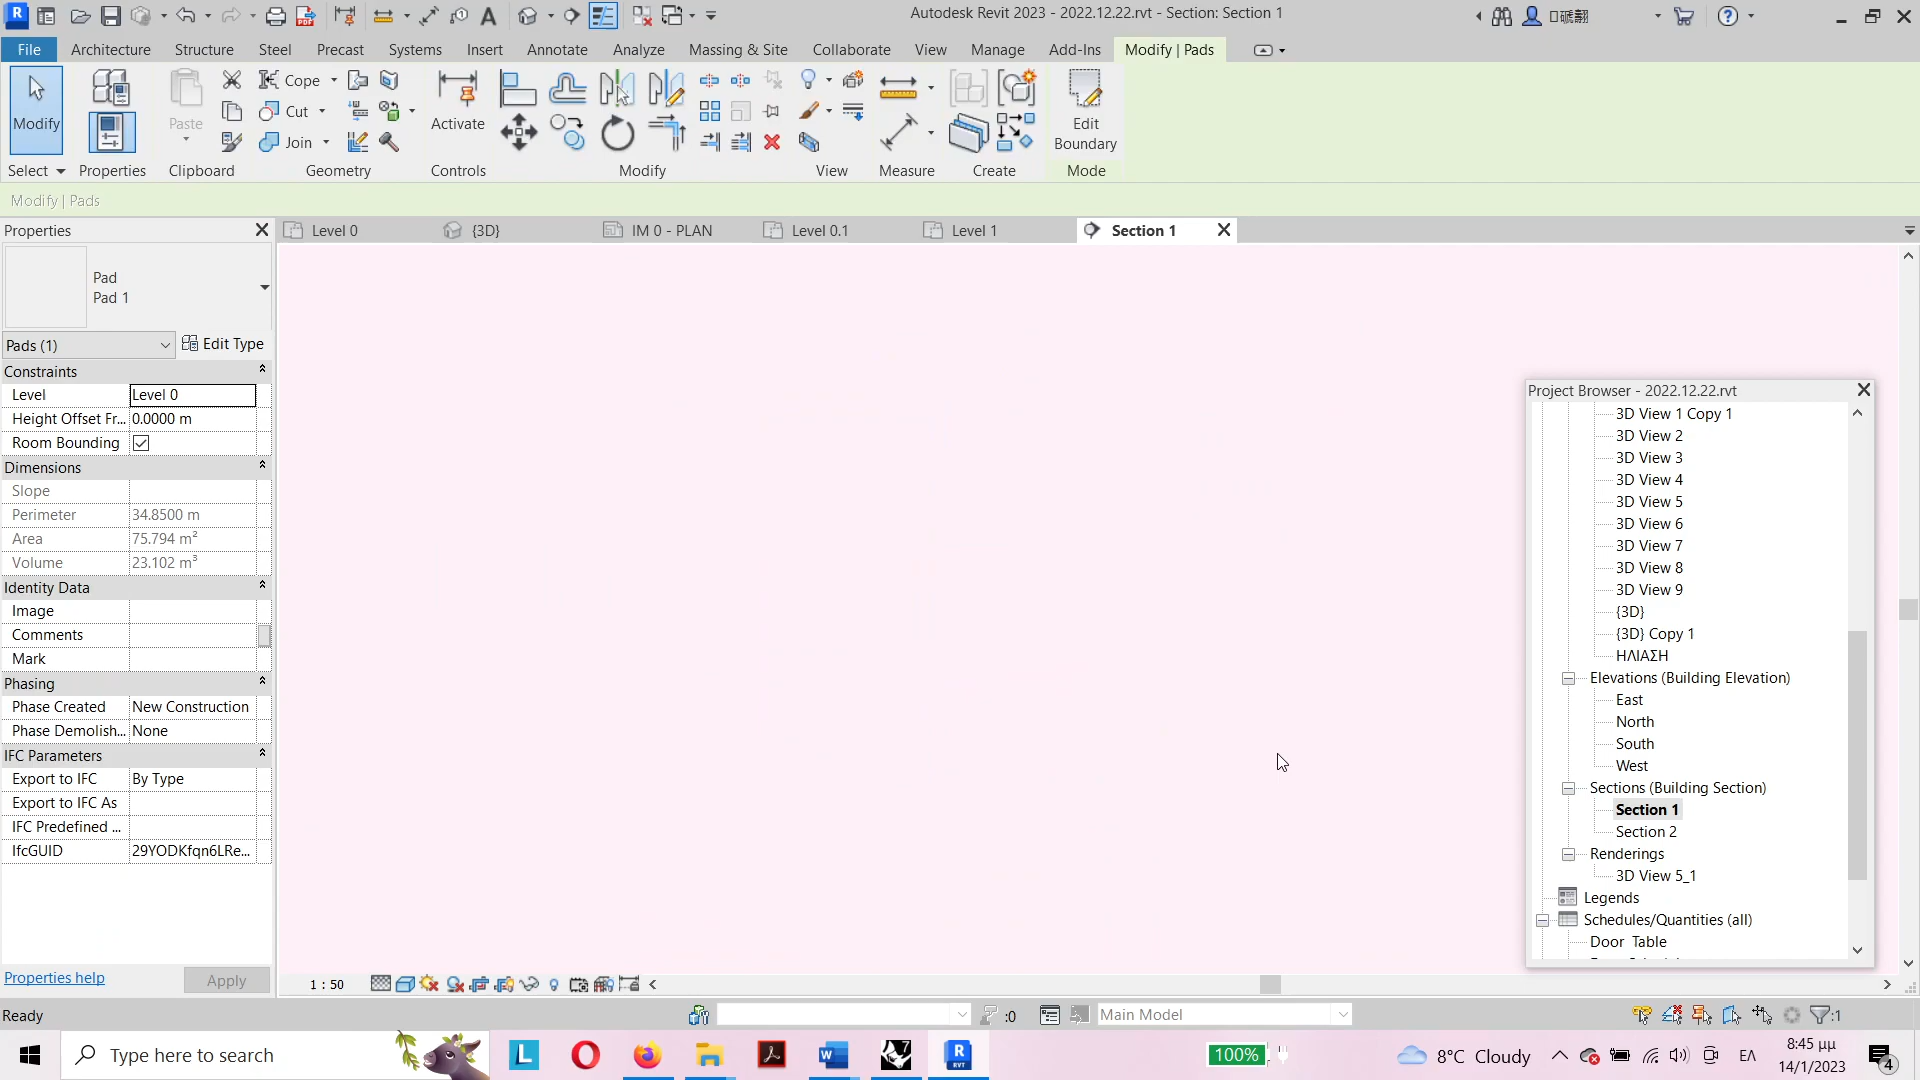 Autodesk Revit 2023 - 2022.12.22.rvt - Section: Section 1
File Architecture Structure Steel Precast Systems Insert Annotate Analyze Massing & Site Collaborate View Manage Add-Ins Modify | Pads
Modify
Paste
Cope
Cut
Join
Activate
Edit
Boundary
Select Properties Clipboard Geometry Controls Modify View Measure Create Mode
Modify | Pads
Properties
Level 0 {3D} IM 0 - PLAN Level 0.1 Level 1 Section 1
Pad
Pad 1
Pads (1) Edit Type
Constraints
Level Level 0
Height Offset Fr... 0.0000 m
Room Bounding
Dimensions
Slope
Perimeter 34.8500 m
Area 75.794 m²
Volume 23.102 m³
Identity Data
Image
Comments
Mark
Phasing
Phase Created New Construction
Phase Demolish... None
IFC Parameters
Export to IFC By Type
Export to IFC As
IFC Predefined ...
IfcGUID 29YODKfqn6LRe...
Properties help Apply
Project Browser - 2022.12.22.rvt
3D View 1 Copy 1
3D View 2
3D View 3
3D View 4
3D View 5
3D View 6
3D View 7
3D View 8
3D View 9
{3D}
{3D} Copy 1
ΗΛΙΑΣΗ
Elevations (Building Elevation)
East
North
South
West
Sections (Building Section)
Section 1
Section 2
Renderings
3D View 5_1
Legends
Schedules/Quantities (all)
Door Table
1 : 50
Ready :0 Main Model :1
Type here to search
100%
8°C Cloudy
ΕΛ
8:45 μμ
14/1/2023
4